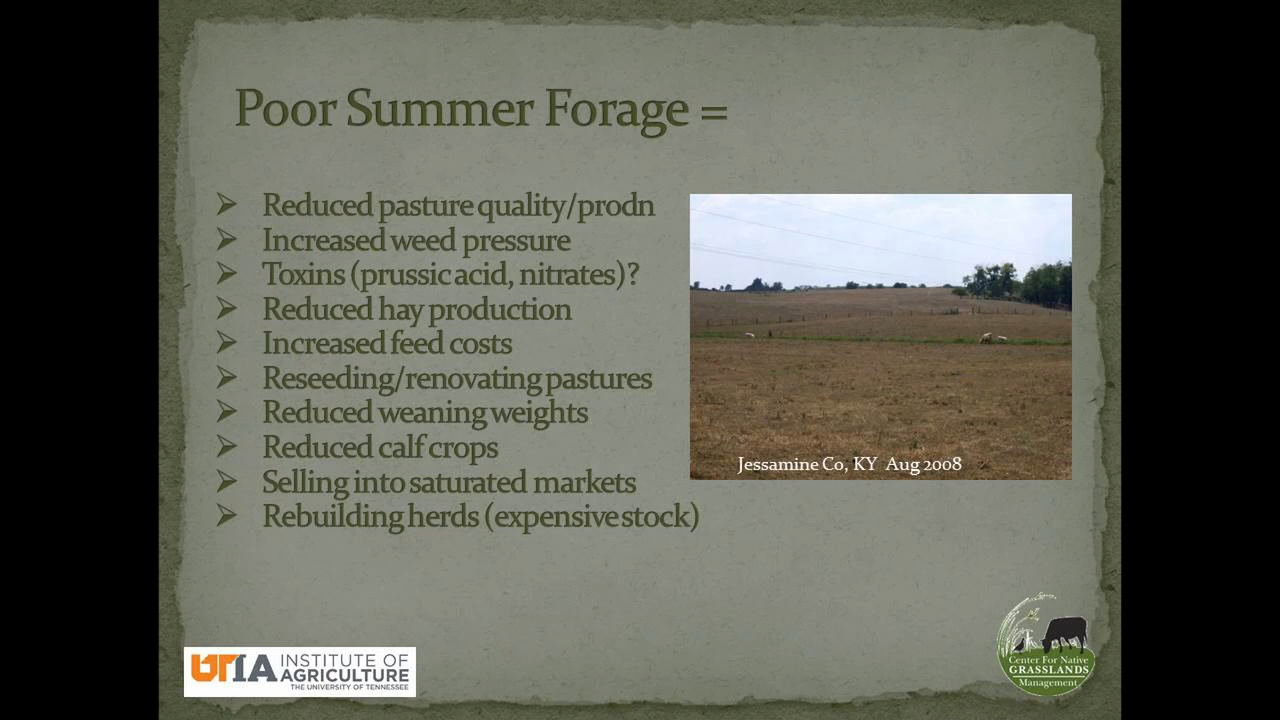 Poor Summer Forage =
Reduced pasture quality/prodn
Increased weed pressure
Toxins (prussic acid, nitrates)?
Reduced hay production
Increased feed costs
Reseeding/renovating pastures
Reduced weaning weights
Reduced calf crops
Selling into saturated markets
Rebuilding herds (expensive stock)
Jessamine Co, KY Aug 2008
UTIA INSTITUTE OF
AGRICULTURE
THE UNIVERSITY OF TENNESSEE
Center For Native
GRASSLANDS
Management